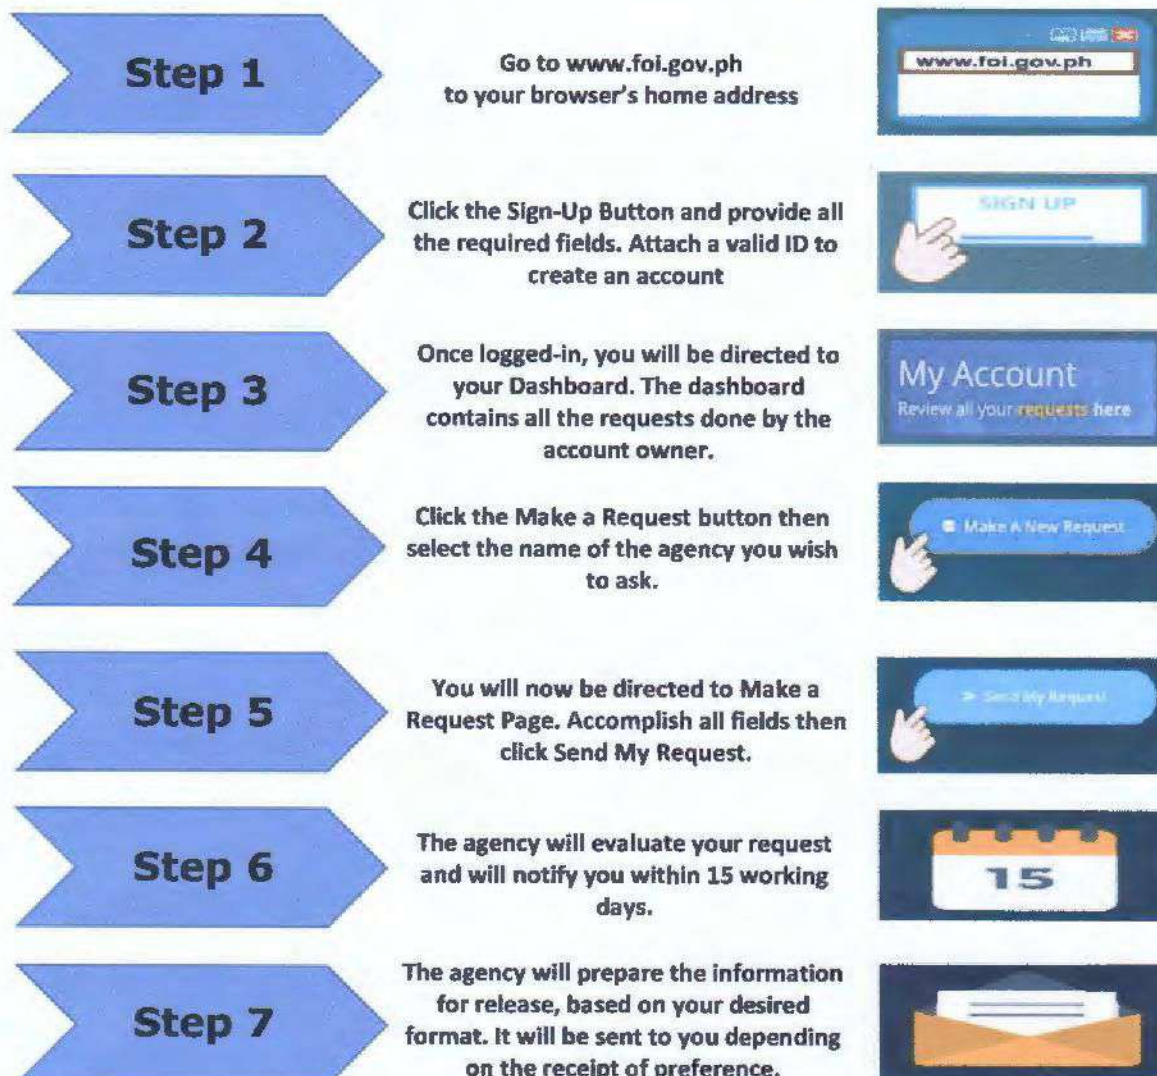 Step 1
Go to www.foi.gov.ph
to your browser's home address
www.foi.gov.ph
Step 2
Click the Sign-Up Button and provide all
the required fields. Attach a valid ID to
create an account
SIGN UP
Step 3
Once logged-in, you will be directed to
your Dashboard. The dashboard
contains all the requests done by the
account owner.
My Account
Review all your requests here
Step 4
Click the Make a Request button then
select the name of the agency you wish
to ask.
Make A New Request
Step 5
You will now be directed to Make a
Request Page. Accomplish all fields then
click Send My Request.
Send My Request
Step 6
The agency will evaluate your request
and will notify you within 15 working
days.
15
Step 7
The agency will prepare the information
for release, based on your desired
format. It will be sent to you depending
on the receipt of preference.